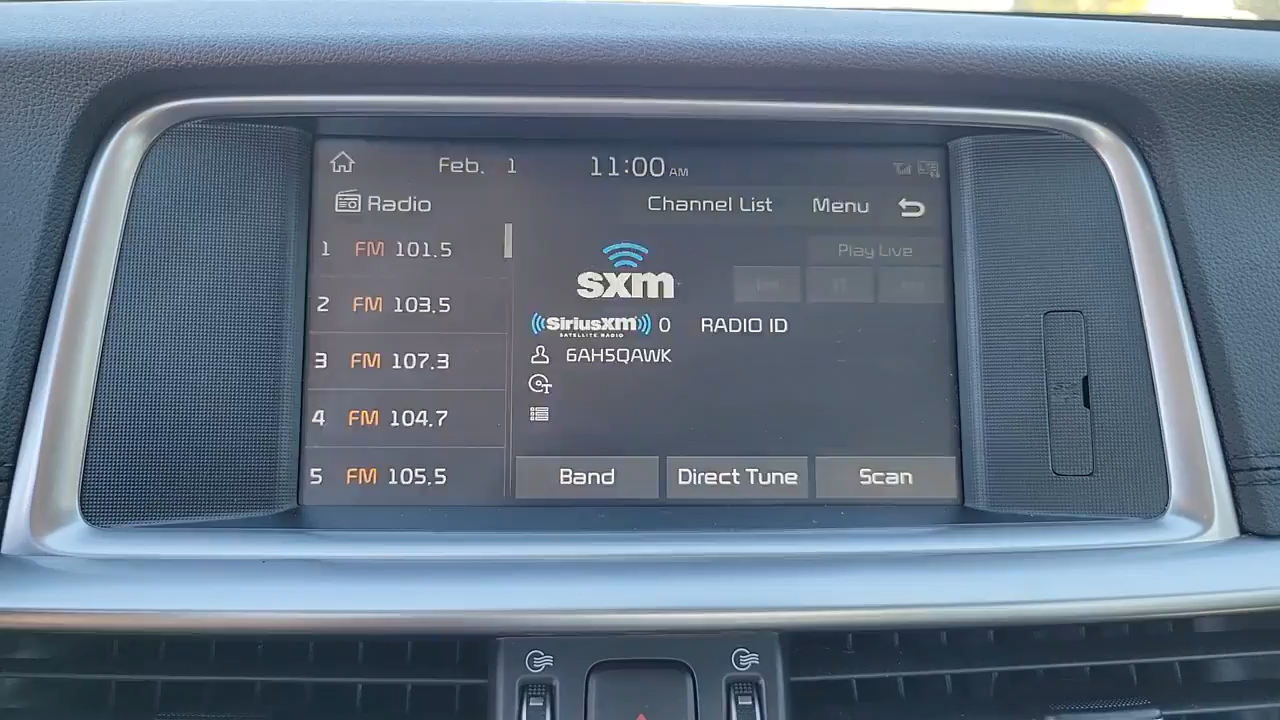 Feb. 1 11:00 AM
Radio Channel List Menu
1 FM 101.5
2 FM 103.5
3 FM 107.3
4 FM 104.7
5 FM 105.5
Play Live
sxm
SiriusXM 0 RADIO ID
SATELLITE RADIO
6AH5QAWK
Band Direct Tune Scan